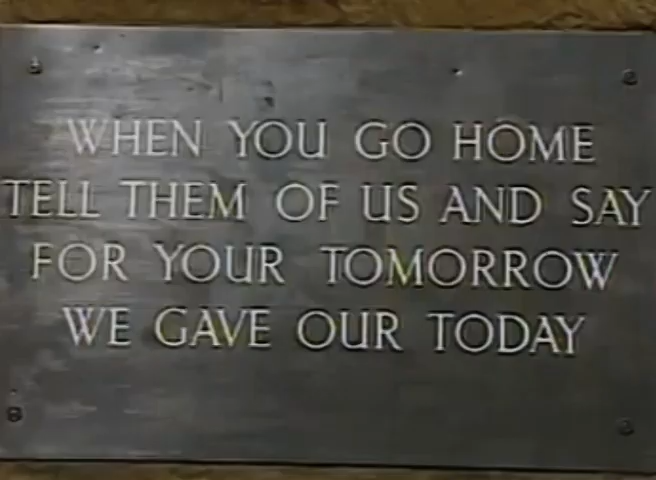 WHEN YOU GO HOME
TELL THEM OF US AND SAY
FOR YOUR TOMORROW
WE GAVE OUR TODAY